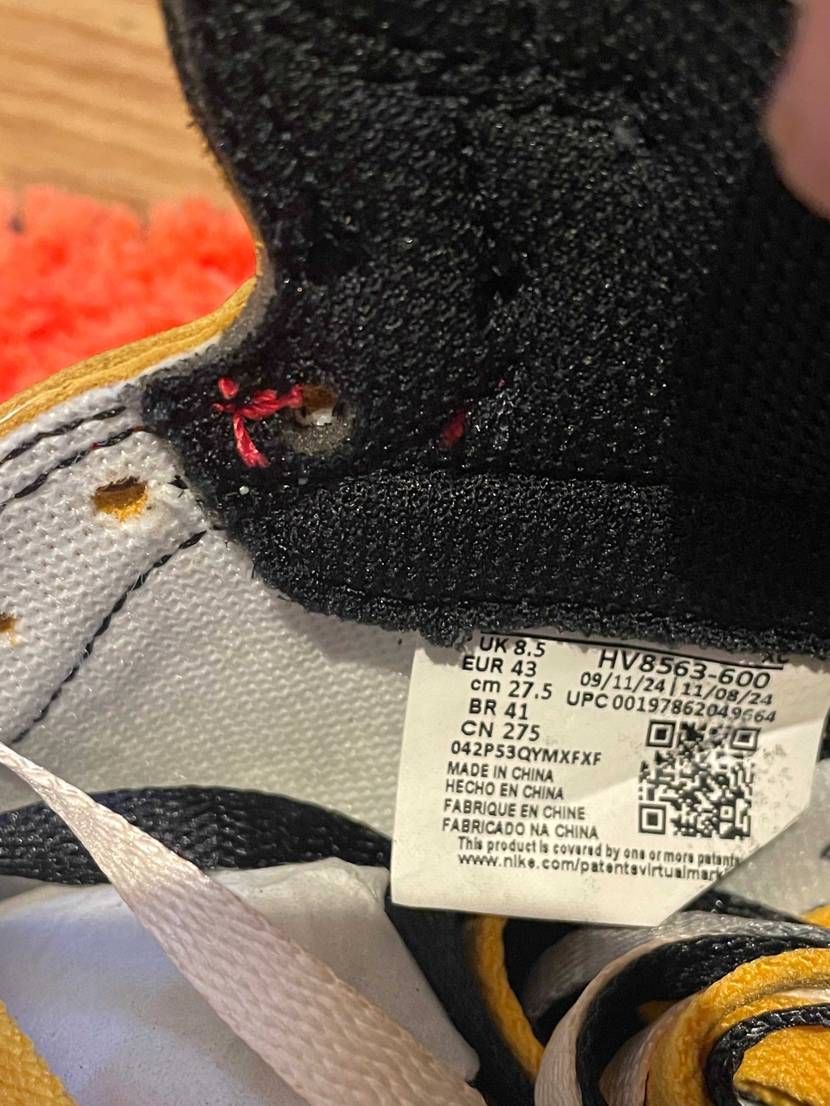 UK 8.5
EUR 43
cm 27.5
BR 41
CN 275
042P53QYMXFXF
MADE IN CHINA
HECHO EN CHINA
FABRIQUE EN CHINE
FABRICADO NA CHINA
This product is covered by one or more patents
www.nike.com/patentsvirtualmark
HV8563-600
09/11/24 | 11/08/24
UPC 00197862049664